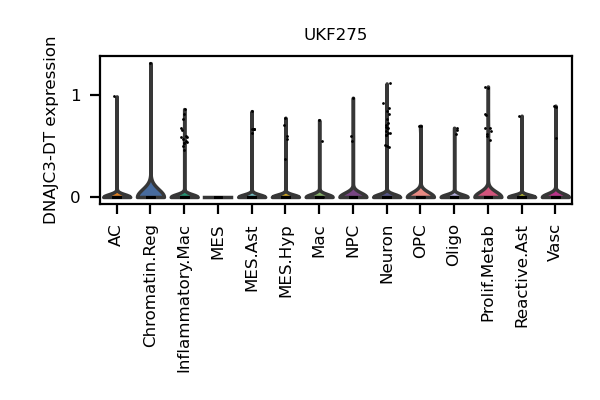 UKF275
DNAJC3-DT expression
1
0
AC
Chromatin.Reg
Inflammatory.Mac
MES
MES.Ast
MES.Hyp
Mac
NPC
Neuron
OPC
Oligo
Prolif.Metab
Reactive.Ast
Vasc